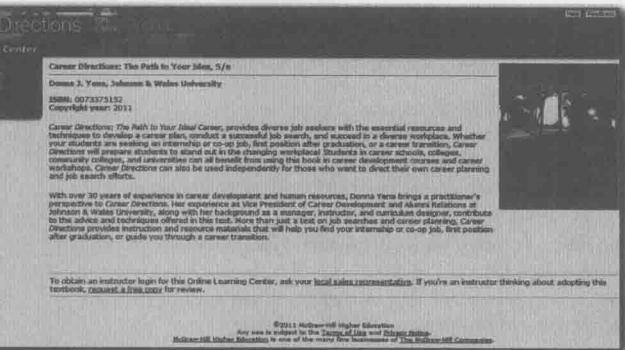 Directions
Help Feedback
Center
Career Directions: The Path to Your Idea, 5/e
Donna J. Yena, Johnson & Wales University
ISBN: 0073375152
Copyright year: 2011
Career Directions: The Path to Your Ideal Career, provides diverse job seekers with the essential resources and
techniques to develop a career plan, conduct a successful job search, and succeed in a diverse workplace. Whether
your students are seeking an internship or co-op job, first position after graduation, or a career transition, Career
Directions will prepare students to stand out in the changing workplace! Students in career schools, colleges,
community colleges, and universities can all benefit from using this book in career development courses and career
workshops. Career Directions can also be used independently for those who want to direct their own career planning
and job search efforts.
With over 30 years of experience in career development and human resources, Donna Yena brings a practitioner's
perspective to Career Directions. Her experience as Vice President of Career Development and Alumni Relations at
Johnson & Wales University, along with her background as a manager, instructor, and curriculum designer, contribute
to the advice and techniques offered in this text. More than just a text on job searches and career planning, Career
Directions provides instruction and resource materials that will help you find your internship or co-op job, first position
after graduation, or guide you through a career transition.
To obtain an instructor login for this Online Learning Center, ask your local sales representative. If you're an instructor thinking about adopting this
textbook, request a free copy for review.
©2011 McGraw-Hill Higher Education
Any use is subject to the Terms of Use and Privacy Notice.
McGraw-Hill Higher Education is one of the many fine businesses of The McGraw-Hill Companies.